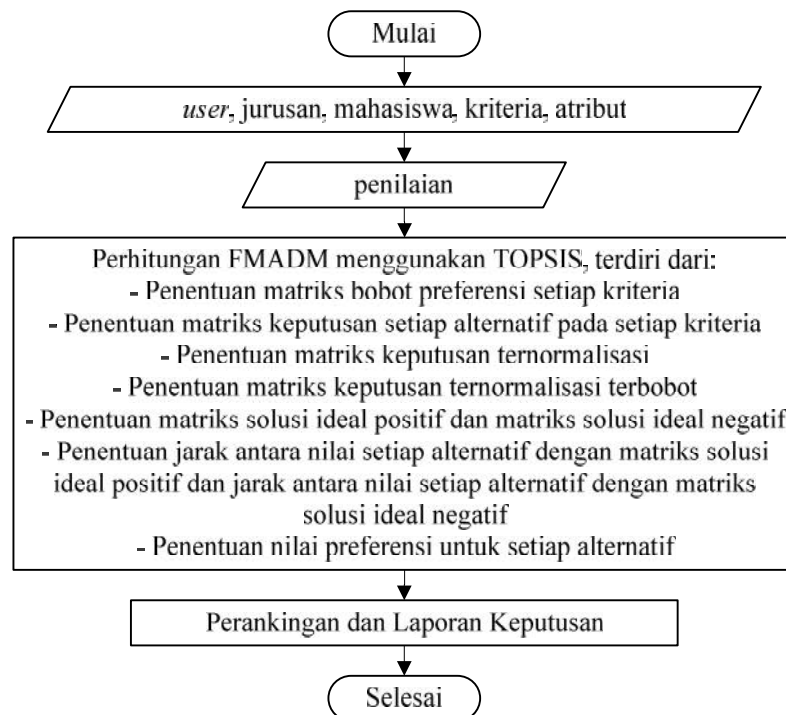 Mulai
user, jurusan, mahasiswa, kriteria, atribut
penilaian
Perhitungan FMADM menggunakan TOPSIS, terdiri dari:
- Penentuan matriks bobot preferensi setiap kriteria
- Penentuan matriks keputusan setiap alternatif pada setiap kriteria
- Penentuan matriks keputusan ternormalisasi
- Penentuan matriks keputusan ternormalisasi terbobot
- Penentuan matriks solusi ideal positif dan matriks solusi ideal negatif
- Penentuan jarak antara nilai setiap alternatif dengan matriks solusi
ideal positif dan jarak antara nilai setiap alternatif dengan matriks
solusi ideal negatif
- Penentuan nilai preferensi untuk setiap alternatif
Perankingan dan Laporan Keputusan
Selesai